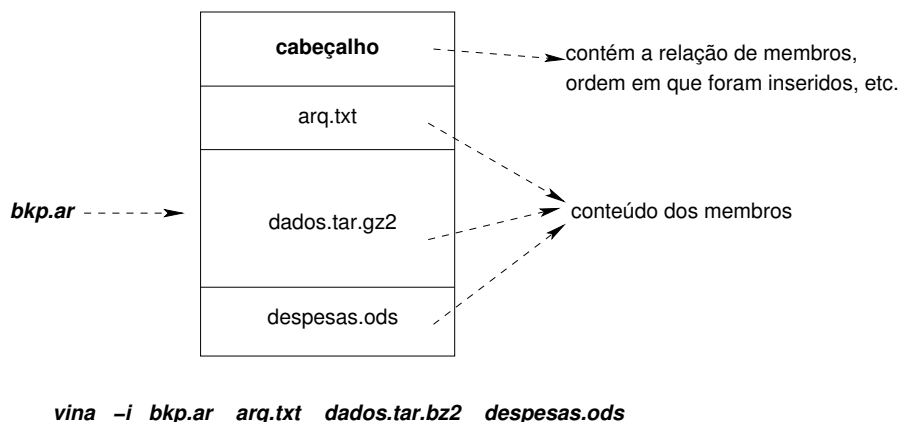 cabeçalho
contém a relação de membros,
ordem em que foram inseridos, etc.
arq.txt
bkp.ar
dados.tar.gz2
conteúdo dos membros
despesas.ods
vina –i bkp.ar arq.txt dados.tar.bz2 despesas.ods